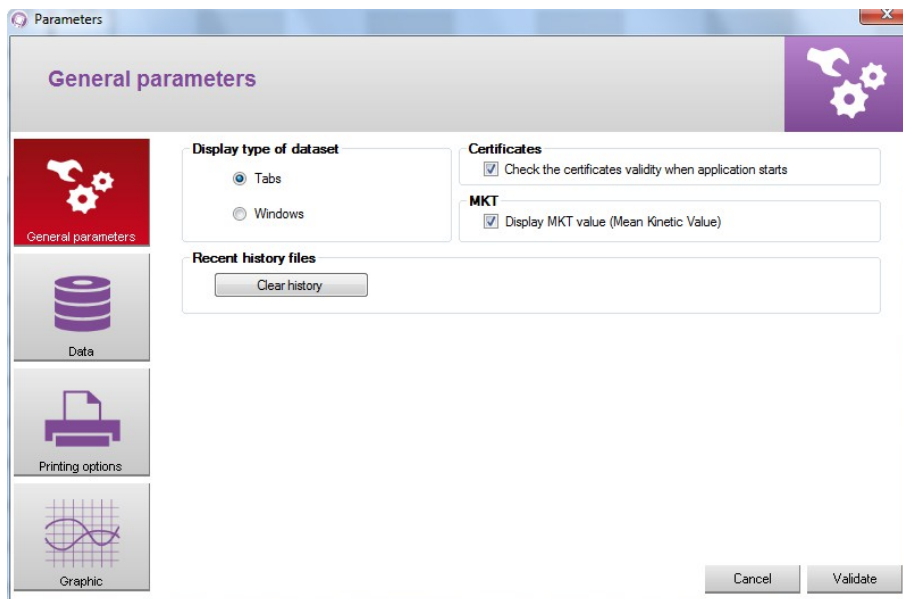 Parameters
General parameters
General parameters
Data
Printing options
Graphic
Display type of dataset
Tabs
Windows
Certificates
Check the certificates validity when application starts
MKT
Display MKT value (Mean Kinetic Value)
Recent history files
Clear history
Cancel
Validate